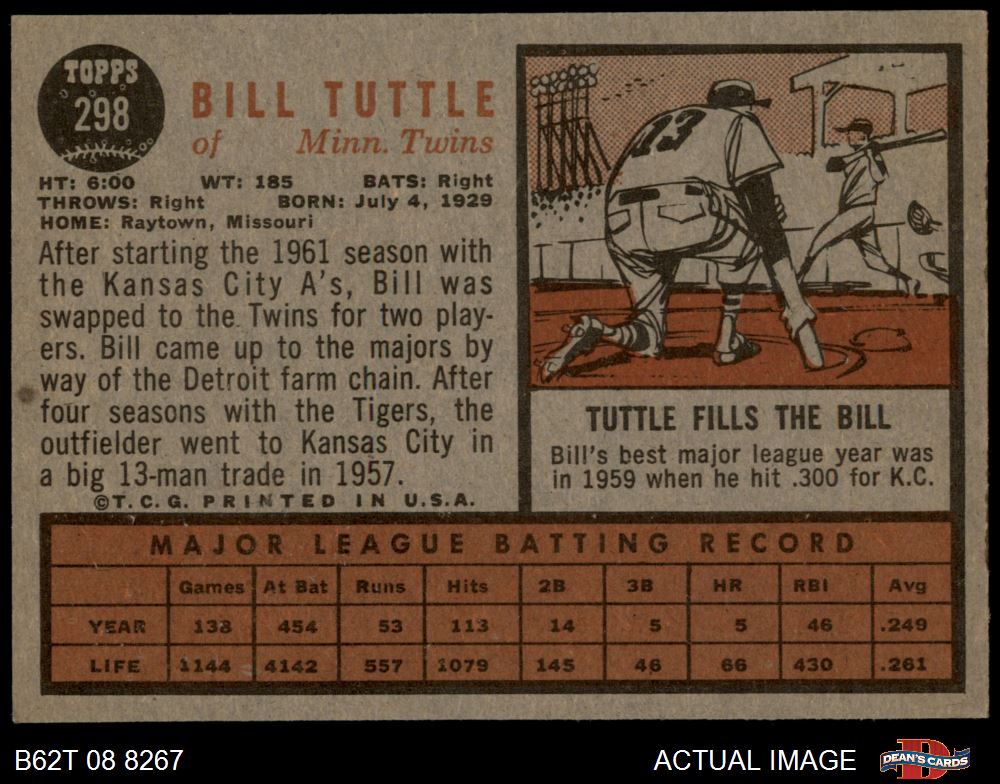 TOPPS
298
BILL TUTTLE
of Minn. Twins
HT: 6:00 WT: 185 BATS: Right
THROWS: Right BORN: July 4, 1929
HOME: Raytown, Missouri
After starting the 1961 season with
the Kansas City A's, Bill was
swapped to the Twins for two play-
ers. Bill came up to the majors by
way of the Detroit farm chain. After
four seasons with the Tigers, the
outfielder went to Kansas City in
a big 13-man trade in 1957.
©T.C.G. PRINTED IN U.S.A.
13
TUTTLE FILLS THE BILL
Bill's best major league year was
in 1959 when he hit .300 for K.C.
MAJOR LEAGUE BATTING RECORD
Games At Bat Runs Hits 2B 3B HR RBI Avg
YEAR 138 454 53 113 14 5 5 46 .249
LIFE 1144 4142 557 1079 145 46 66 430 .261
B62T 08 8267 ACTUAL IMAGE D DEAN'S CARDS